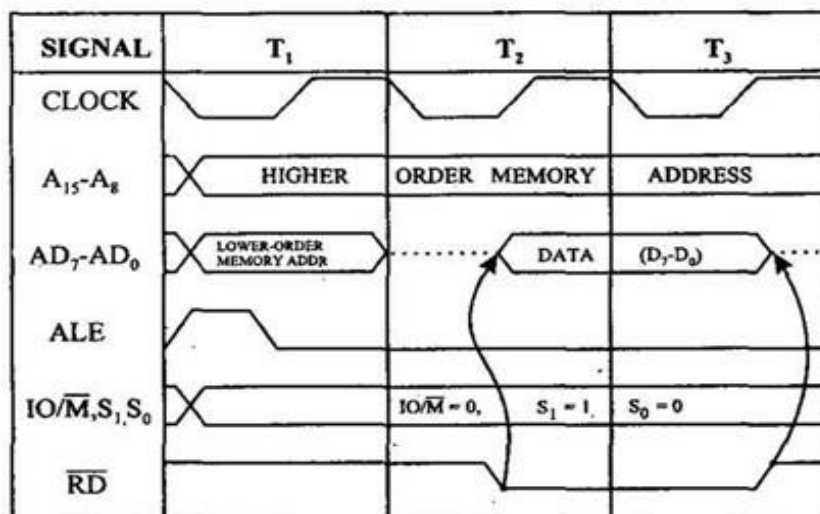 SIGNAL T₁ T₂ T₃
CLOCK
A₁₅-A₈ HIGHER ORDER MEMORY ADDRESS
AD₇-AD₀ LOWER-ORDER MEMORY ADDR DATA (D₇-D₀)
ALE
IO/M̅,S₁,S₀ IO/M̅ = 0, S₁ = 1, S₀ = 0
R̅D̅